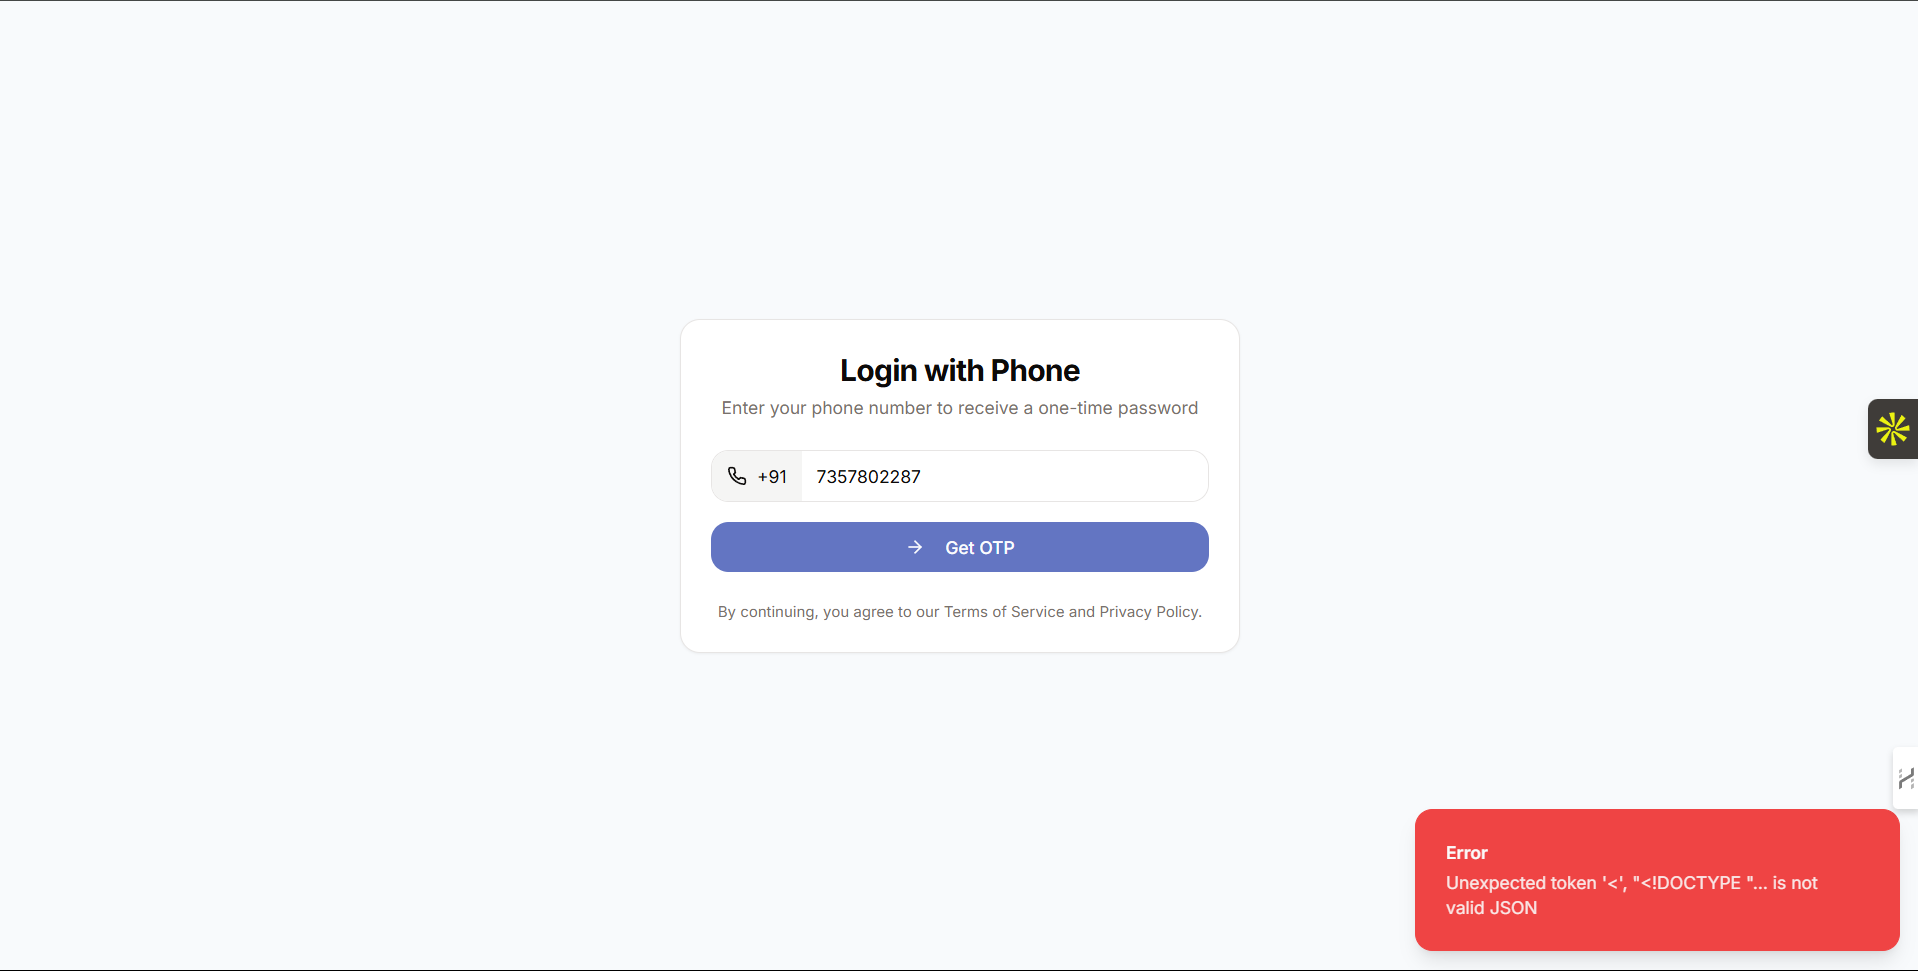 Login with Phone
Enter your phone number to receive a one-time password
+91 7357802287
Get OTP
By continuing, you agree to our Terms of Service and Privacy Policy.
Error
Unexpected token '<', "<!DOCTYPE "... is not
valid JSON